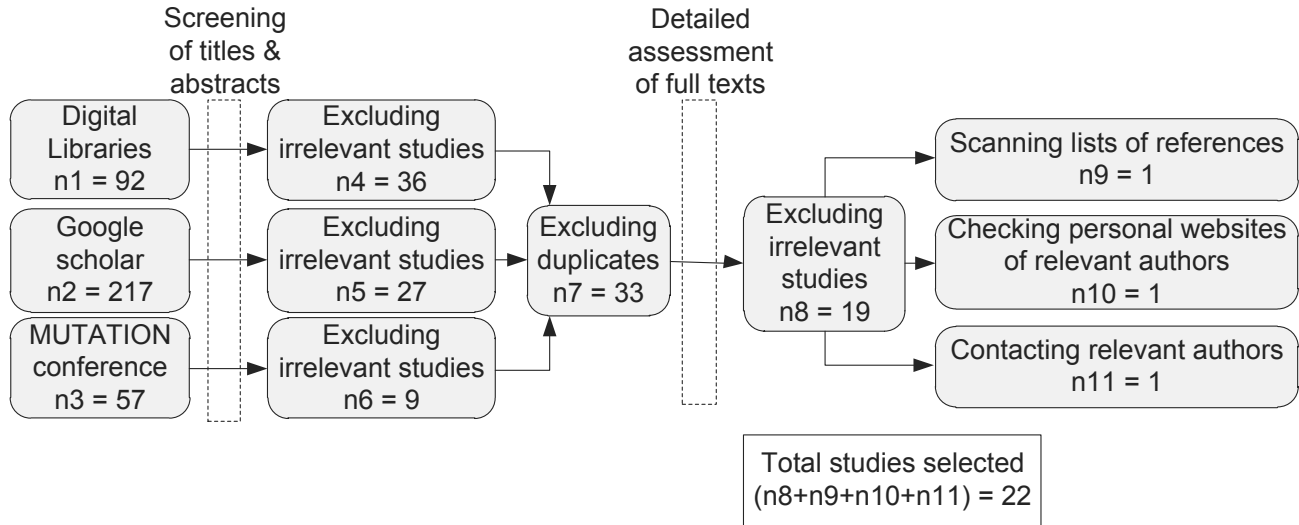 Screening
of titles &
abstracts
Detailed
assessment
of full texts
Digital
Libraries
n1 = 92
Excluding
irrelevant studies
n4 = 36
Google
scholar
n2 = 217
Excluding
irrelevant studies
n5 = 27
MUTATION
conference
n3 = 57
Excluding
irrelevant studies
n6 = 9
Excluding
duplicates
n7 = 33
Excluding
irrelevant
studies
n8 = 19
Scanning lists of references
n9 = 1
Checking personal websites
of relevant authors
n10 = 1
Contacting relevant authors
n11 = 1
Total studies selected
(n8+n9+n10+n11) = 22